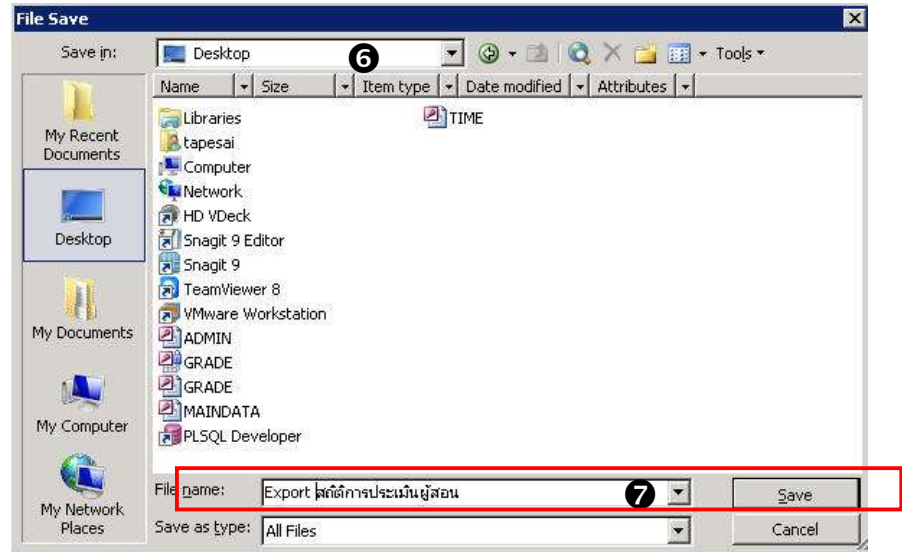 File Save
Save in:
Desktop
❻
Tools
Name
Size
Item type
Date modified
Attributes
My Recent
Documents
Desktop
My Documents
My Computer
My Network
Places
Libraries
tapesai
Computer
Network
HD VDeck
Snagit 9 Editor
Snagit 9
TeamViewer 8
VMware Workstation
ADMIN
GRADE
GRADE
MAINDATA
PLSQL Developer
TIME
File name:
Export สถิติการประเมินผู้สอน
❼
Save
Save as type:
All Files
Cancel